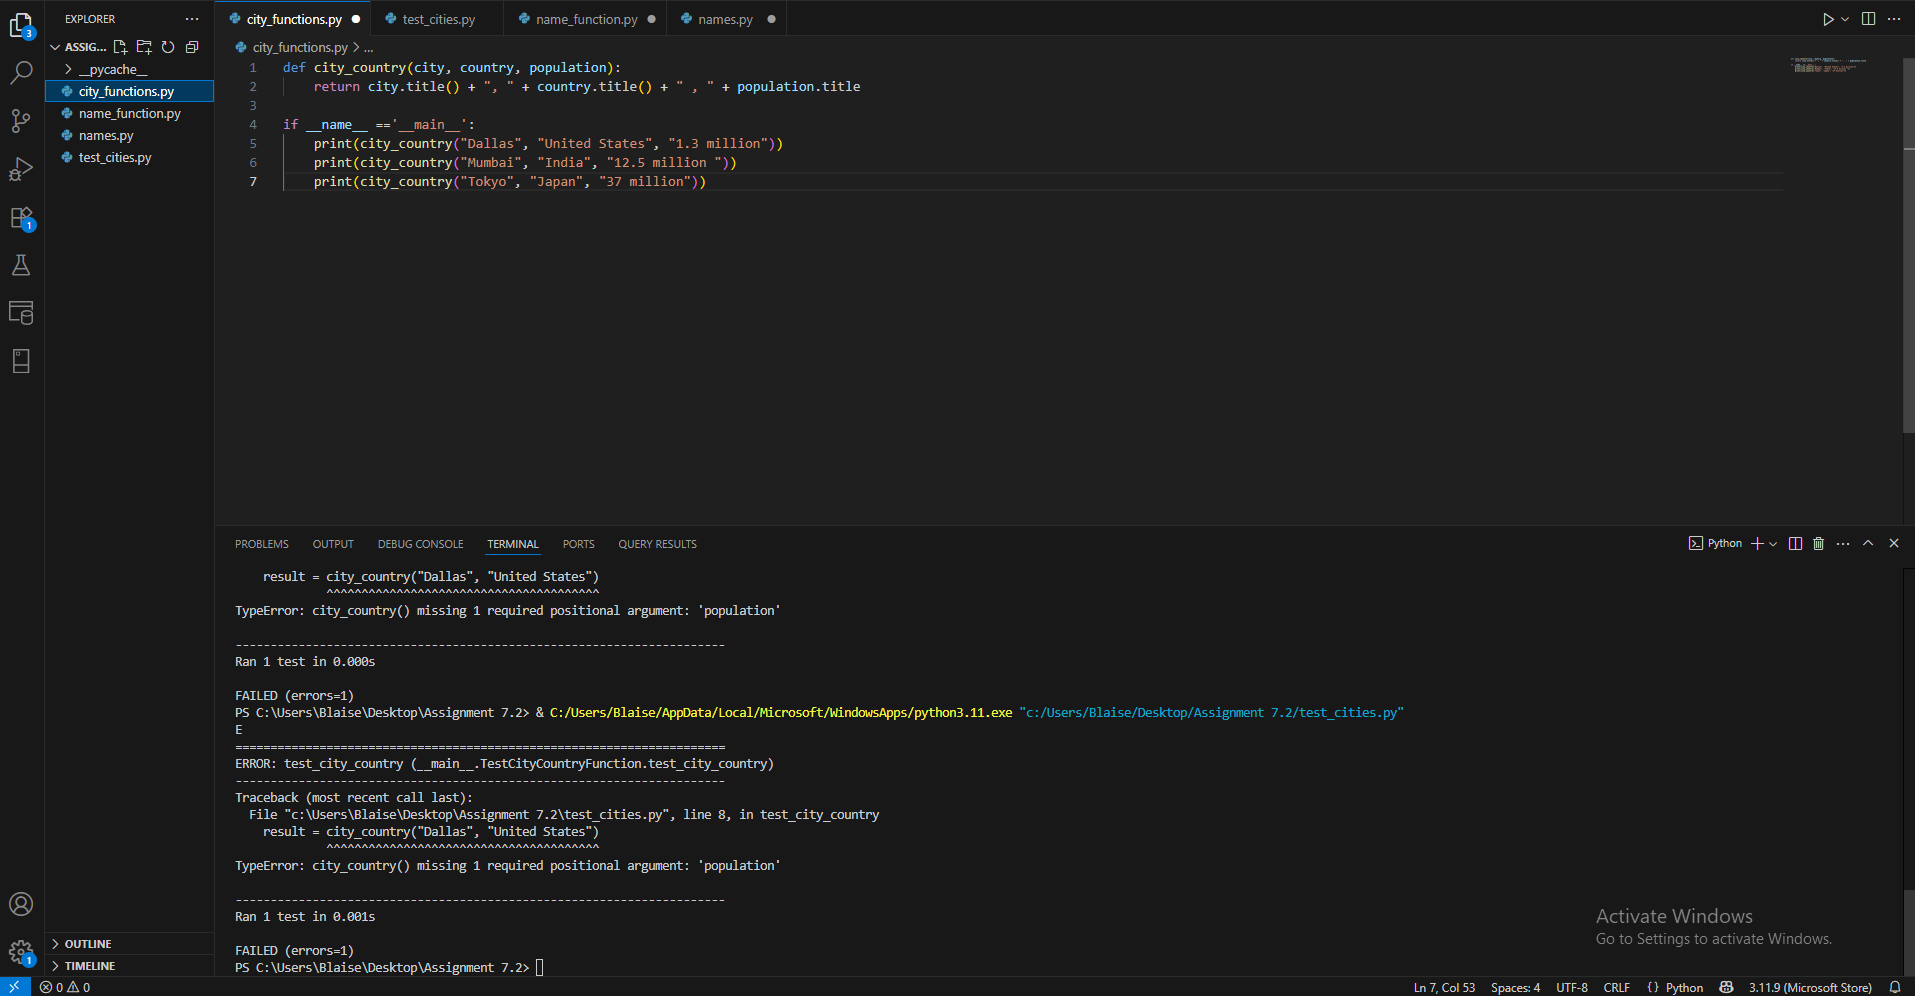 EXPLORER
city_functions.py
test_cities.py
name_function.py
names.py
ASSIG...
city_functions.py > ...
__pycache__
city_functions.py
name_function.py
names.py
test_cities.py
1 def city_country(city, country, population):
2 return city.title() + ", " + country.title() + " , " + population.title
3
4 if __name__ =='__main__':
5 print(city_country("Dallas", "United States", "1.3 million"))
6 print(city_country("Mumbai", "India", "12.5 million "))
7 print(city_country("Tokyo", "Japan", "37 million"))
3
1
PROBLEMS OUTPUT DEBUG CONSOLE TERMINAL PORTS QUERY RESULTS
Python
result = city_country("Dallas", "United States")
^^^^^^^^^^^^^^^^^^^^^^^^^^^^^^^^^^^^^^^
TypeError: city_country() missing 1 required positional argument: 'population'
----------------------------------------------------------------------
Ran 1 test in 0.000s
FAILED (errors=1)
PS C:\Users\Blaise\Desktop\Assignment 7.2> & C:/Users/Blaise/AppData/Local/Microsoft/WindowsApps/python3.11.exe "c:/Users/Blaise/Desktop/Assignment 7.2/test_cities.py"
E
======================================================================
ERROR: test_city_country (__main__.TestCityCountryFunction.test_city_country)
----------------------------------------------------------------------
Traceback (most recent call last):
File "c:\Users\Blaise\Desktop\Assignment 7.2\test_cities.py", line 8, in test_city_country
result = city_country("Dallas", "United States")
^^^^^^^^^^^^^^^^^^^^^^^^^^^^^^^^^^^^^^^
TypeError: city_country() missing 1 required positional argument: 'population'
----------------------------------------------------------------------
Ran 1 test in 0.001s
FAILED (errors=1)
PS C:\Users\Blaise\Desktop\Assignment 7.2>
Activate Windows
Go to Settings to activate Windows.
OUTLINE
TIMELINE
1
0 0
Ln 7, Col 53 Spaces: 4 UTF-8 CRLF {} Python 3.11.9 (Microsoft Store)